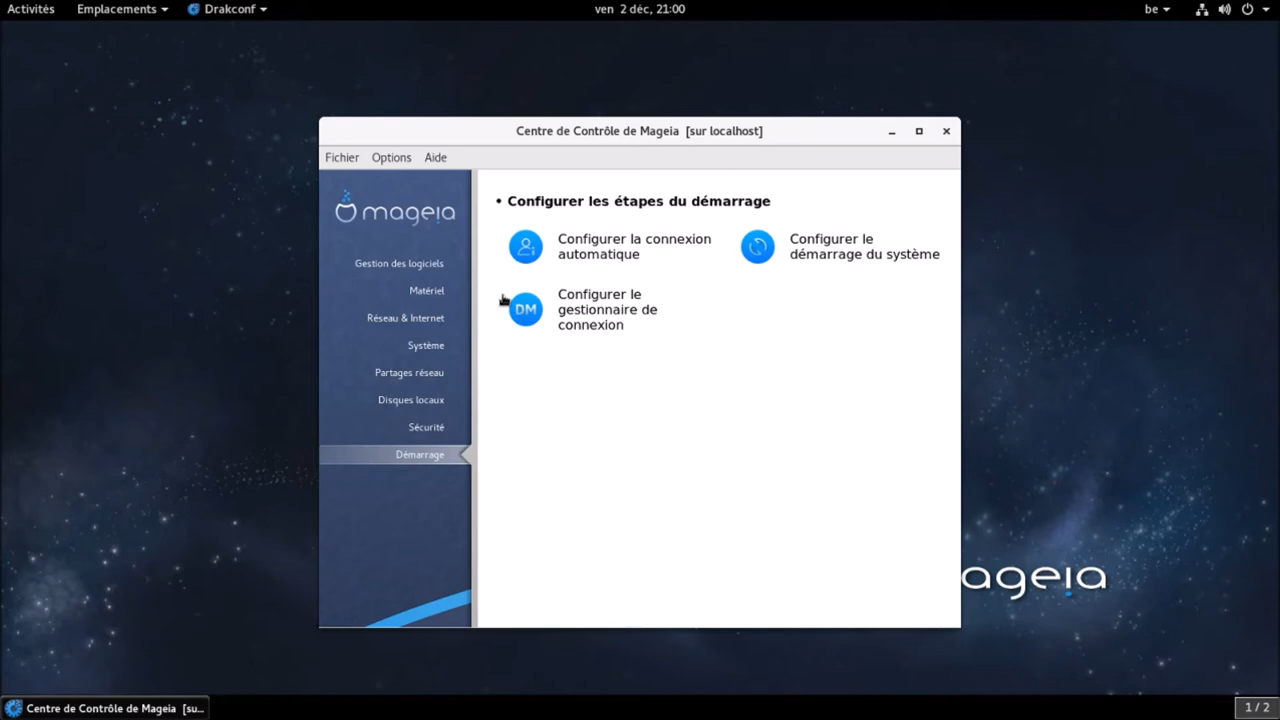 Activités Emplacements Drakconf ven 2 déc, 21:00 be
Centre de Contrôle de Mageia [sur localhost]
Fichier Options Aide
mageia
Gestion des logiciels
Matériel
Réseau & Internet
Système
Partages réseau
Disques locaux
Sécurité
Démarrage
• Configurer les étapes du démarrage
Configurer la connexion
automatique
Configurer le
démarrage du système
DM
Configurer le
gestionnaire de
connexion
ageia
Centre de Contrôle de Mageia [su...
1 / 2